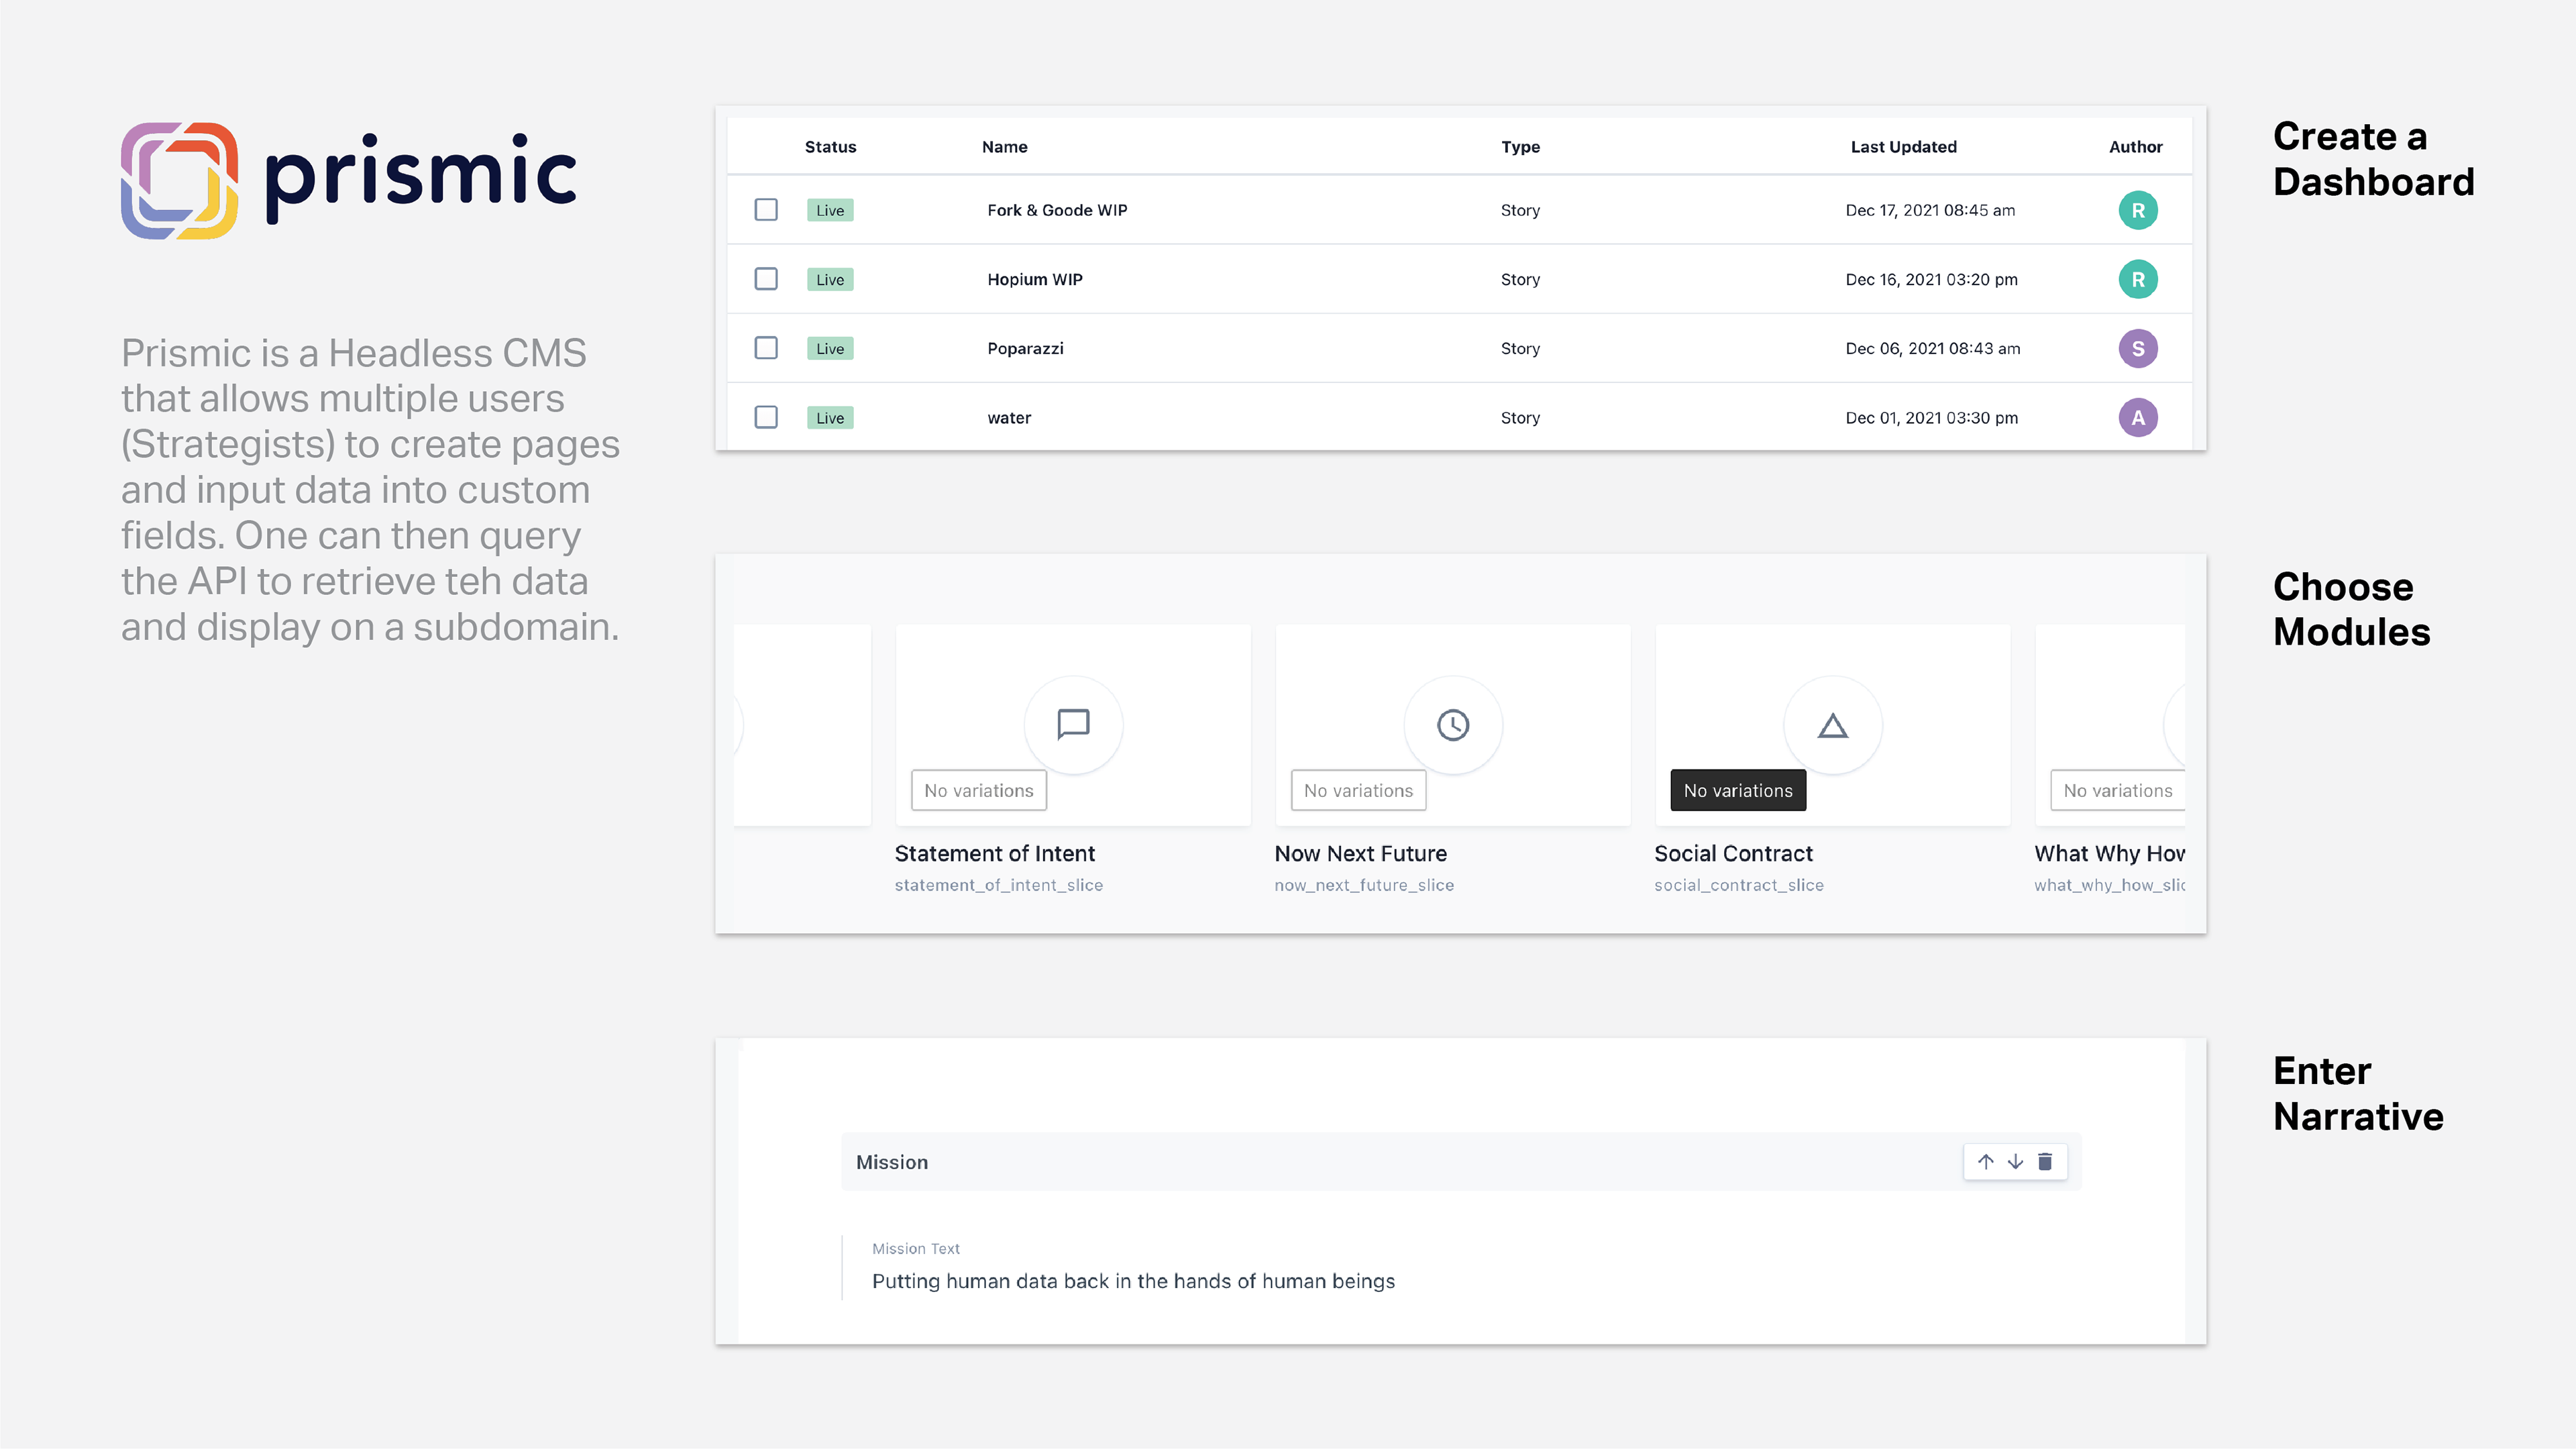 prismic
Prismic is a Headless CMS
that allows multiple users
(Strategists) to create pages
and input data into custom
fields. One can then query
the API to retrieve teh data
and display on a subdomain.
Status Name Type Last Updated Author
Live Fork & Goode WIP Story Dec 17, 2021 08:45 am R
Live Hopium WIP Story Dec 16, 2021 03:20 pm R
Live Poparazzi Story Dec 06, 2021 08:43 am S
Live water Story Dec 01, 2021 03:30 pm A
Create a
Dashboard
No variations No variations No variations No variations
Statement of Intent Now Next Future Social Contract What Why How
statement_of_intent_slice now_next_future_slice social_contract_slice what_why_how_slic
Choose
Modules
Mission
Mission Text
Putting human data back in the hands of human beings
Enter
Narrative